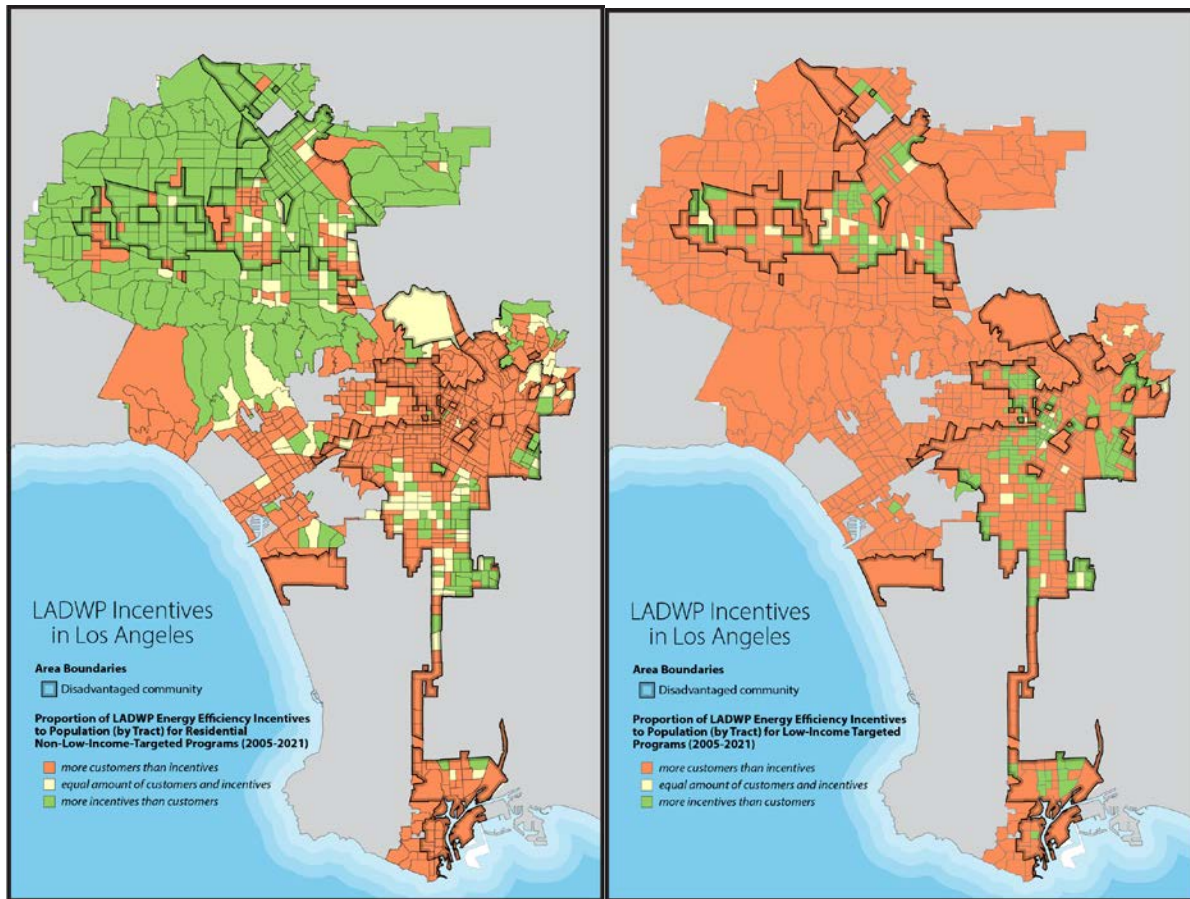 LADWP Incentives
in Los Angeles
Area Boundaries
Disadvantaged community
Proportion of LADWP Energy Efficiency Incentives
to Population (by Tract) for Residential
Non-Low-Income-Targeted Programs (2005-2021)
more customers than incentives
equal amount of customers and incentives
more incentives than customers
LADWP Incentives
in Los Angeles
Area Boundaries
Disadvantaged community
Proportion of LADWP Energy Efficiency Incentives
to Population (by Tract) for Low-Income Targeted
Programs (2005-2021)
more customers than incentives
equal amount of customers and incentives
more incentives than customers